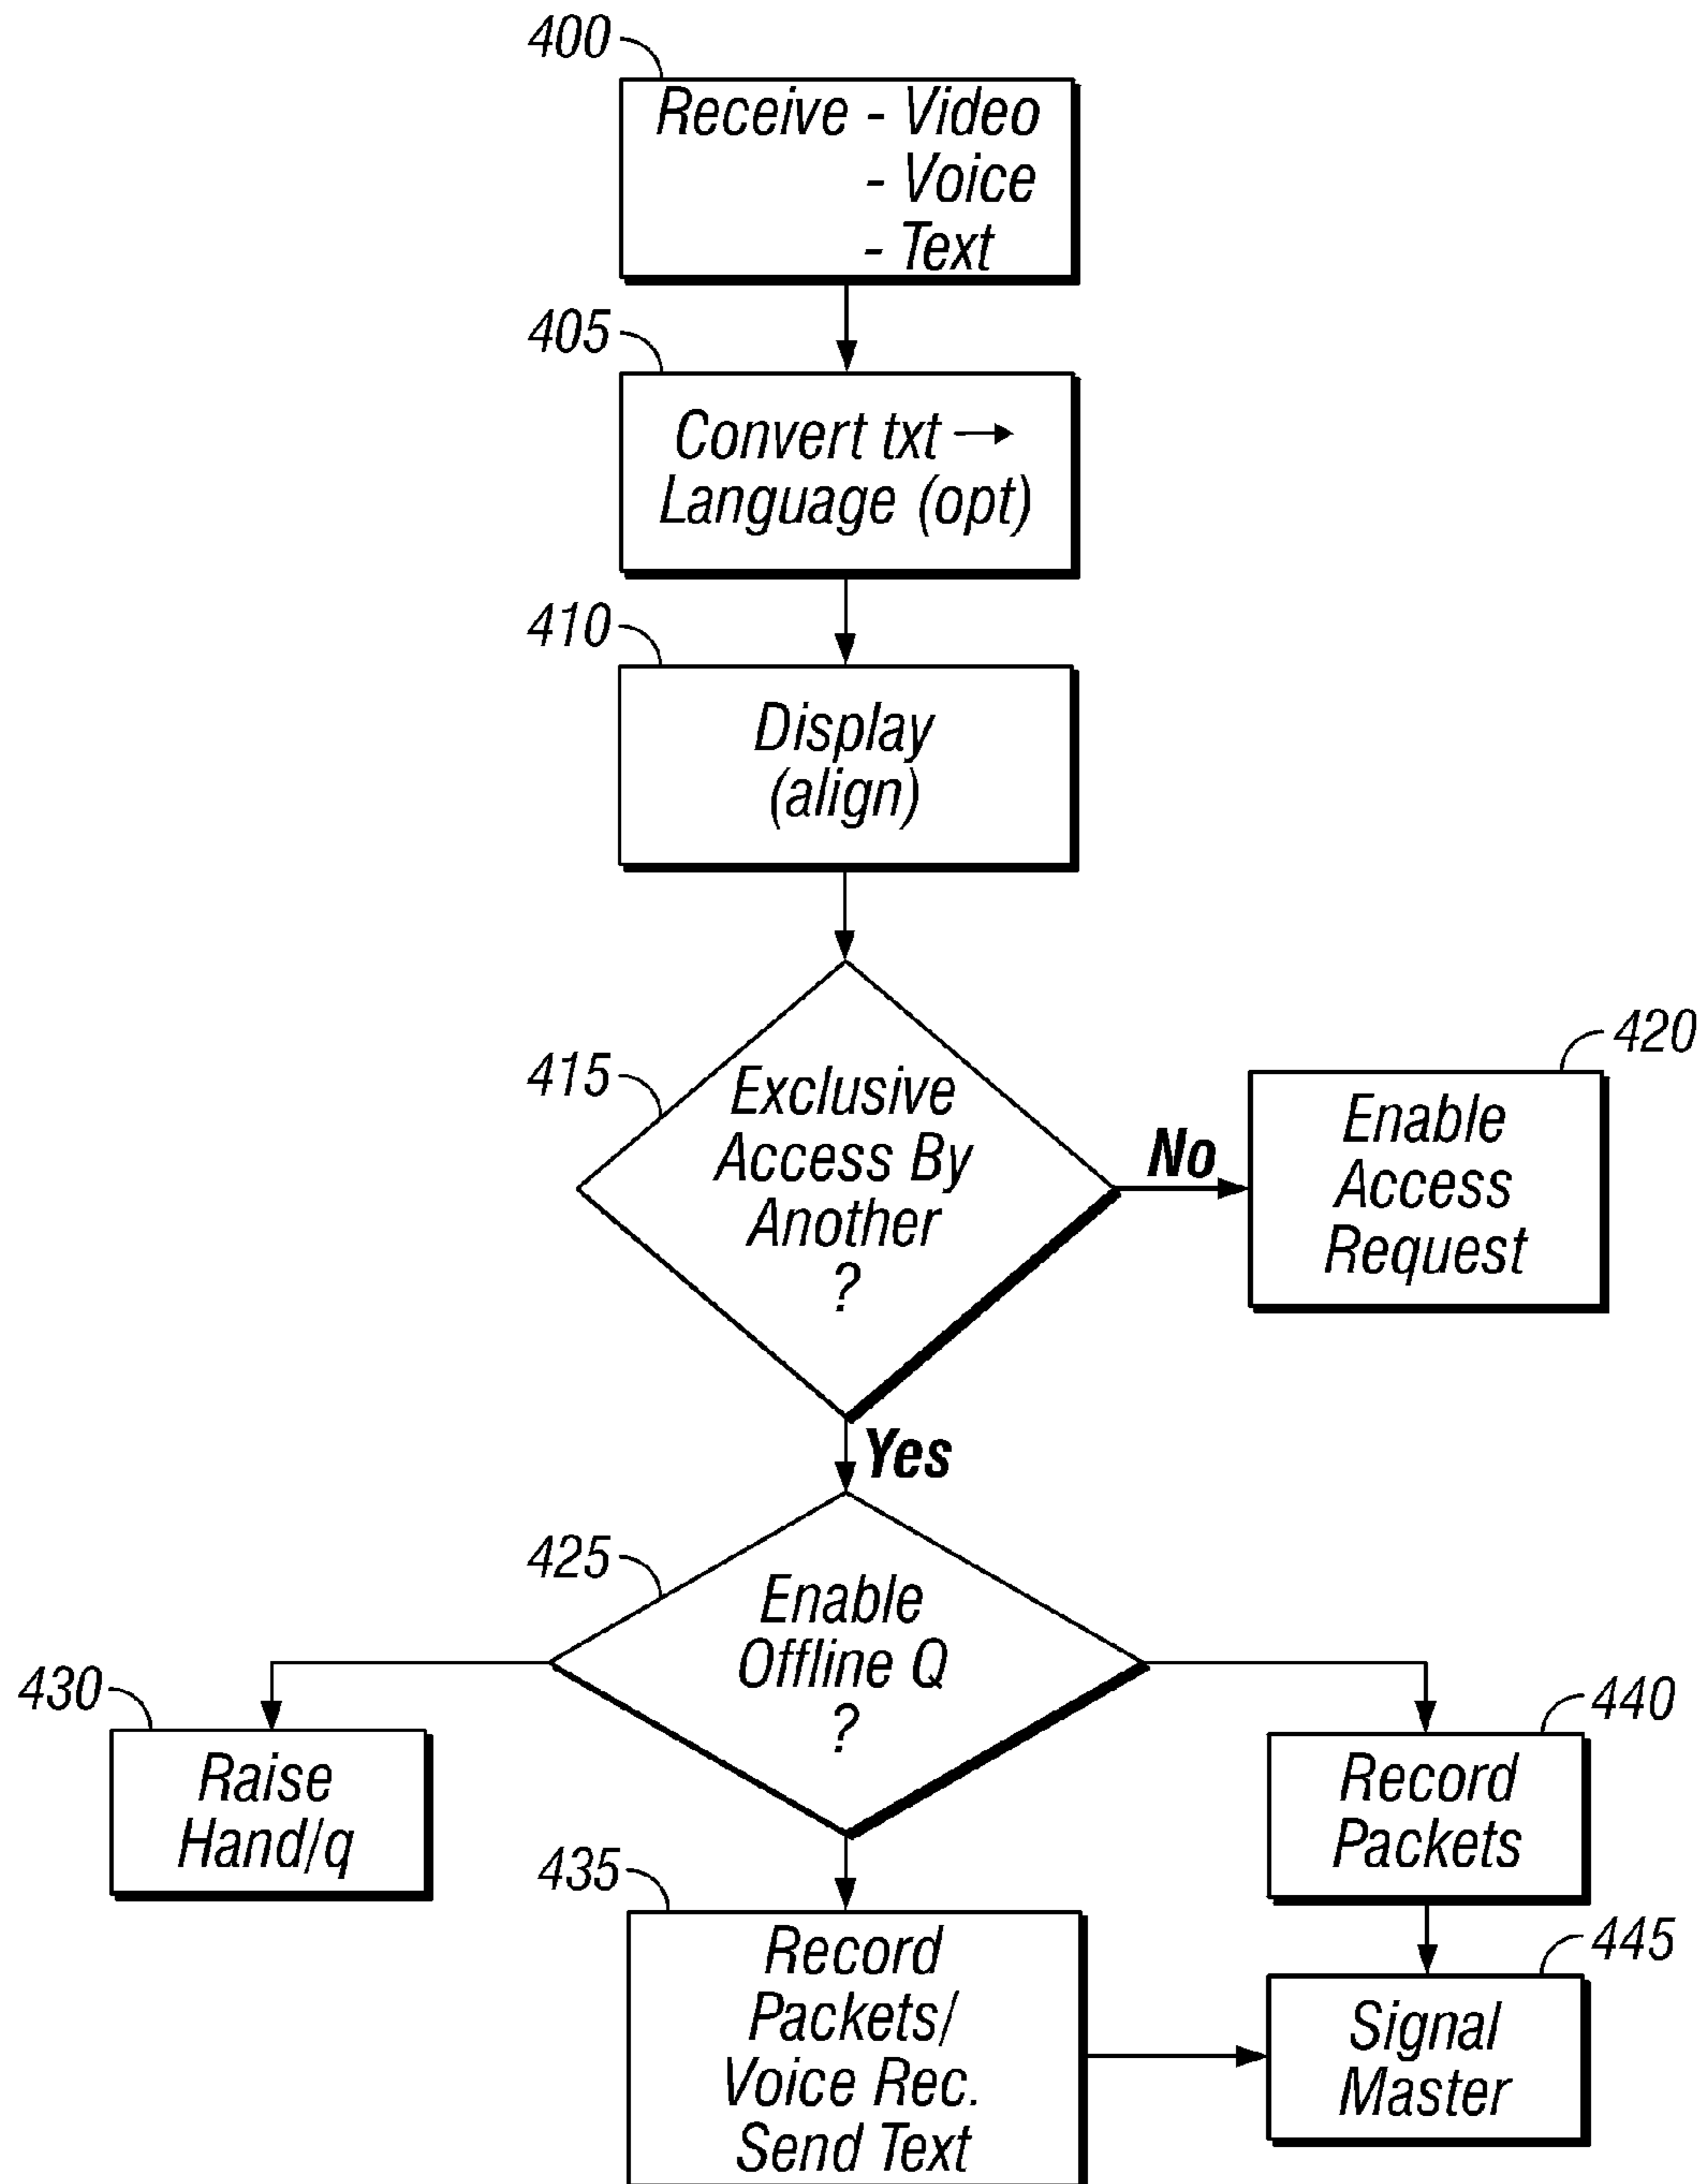 400
Receive - Video
- Voice
- Text
405
Convert txt →
Language (opt)
410
Display
(align)
415
Exclusive
Access By
Another
?
No
420
Enable
Access
Request
Yes
425
Enable
Offline Q
?
430
Raise
Hand/q
435
Record
Packets/
Voice Rec.
Send Text
440
Record
Packets
445
Signal
Master